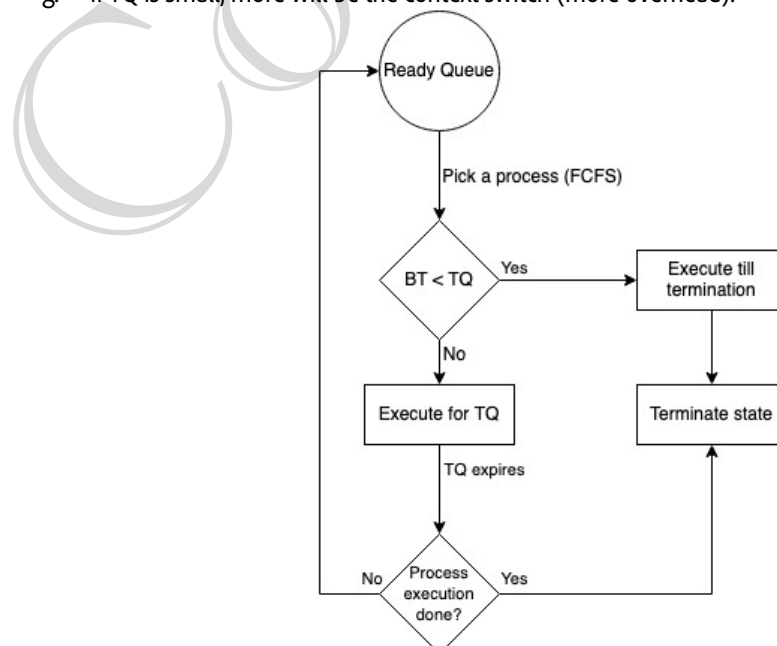 g. If TQ is small, more will be the context switch (more overhead).
Ready Queue
Pick a process (FCFS)
BT < TQ
Yes
Execute till
termination
No
Execute for TQ
Terminate state
TQ expires
No
Process
execution
done?
Yes